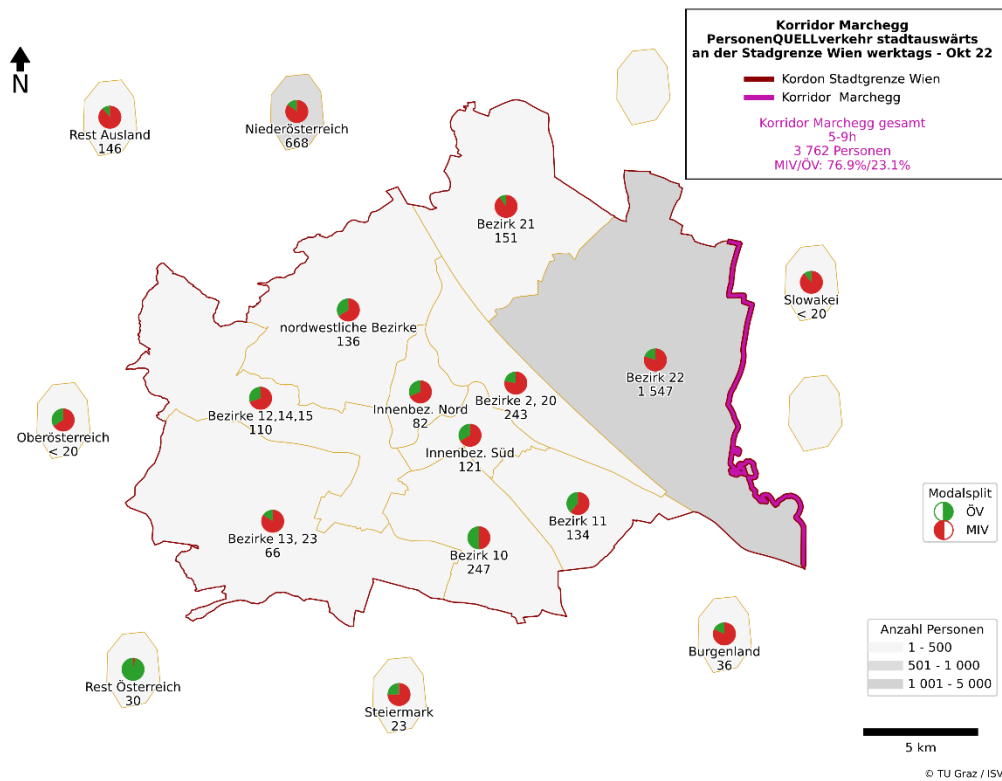 Korridor Marchegg
PersonenQUELLverkehr stadtauswärts
an der Stadgrenze Wien werktags - Okt 22
Kordon Stadtgrenze Wien
Korridor Marchegg
Korridor Marchegg gesamt
5-9h
3 762 Personen
MIV/ÖV: 76.9%/23.1%
N
Rest Ausland
146
Niederösterreich
668
Bezirk 21
151
Slowakei
< 20
nordwestliche Bezirke
136
Bezirk 22
1 547
Bezirke 12,14,15
110
Innenbez. Nord
82
Bezirke 2, 20
243
Oberösterreich
< 20
Innenbez. Süd
121
Bezirk 11
134
Bezirke 13, 23
66
Bezirk 10
247
Modalsplit
ÖV
MIV
Burgenland
36
Rest Österreich
30
Steiermark
23
Anzahl Personen
1 - 500
501 - 1 000
1 001 - 5 000
5 km
© TU Graz / ISV